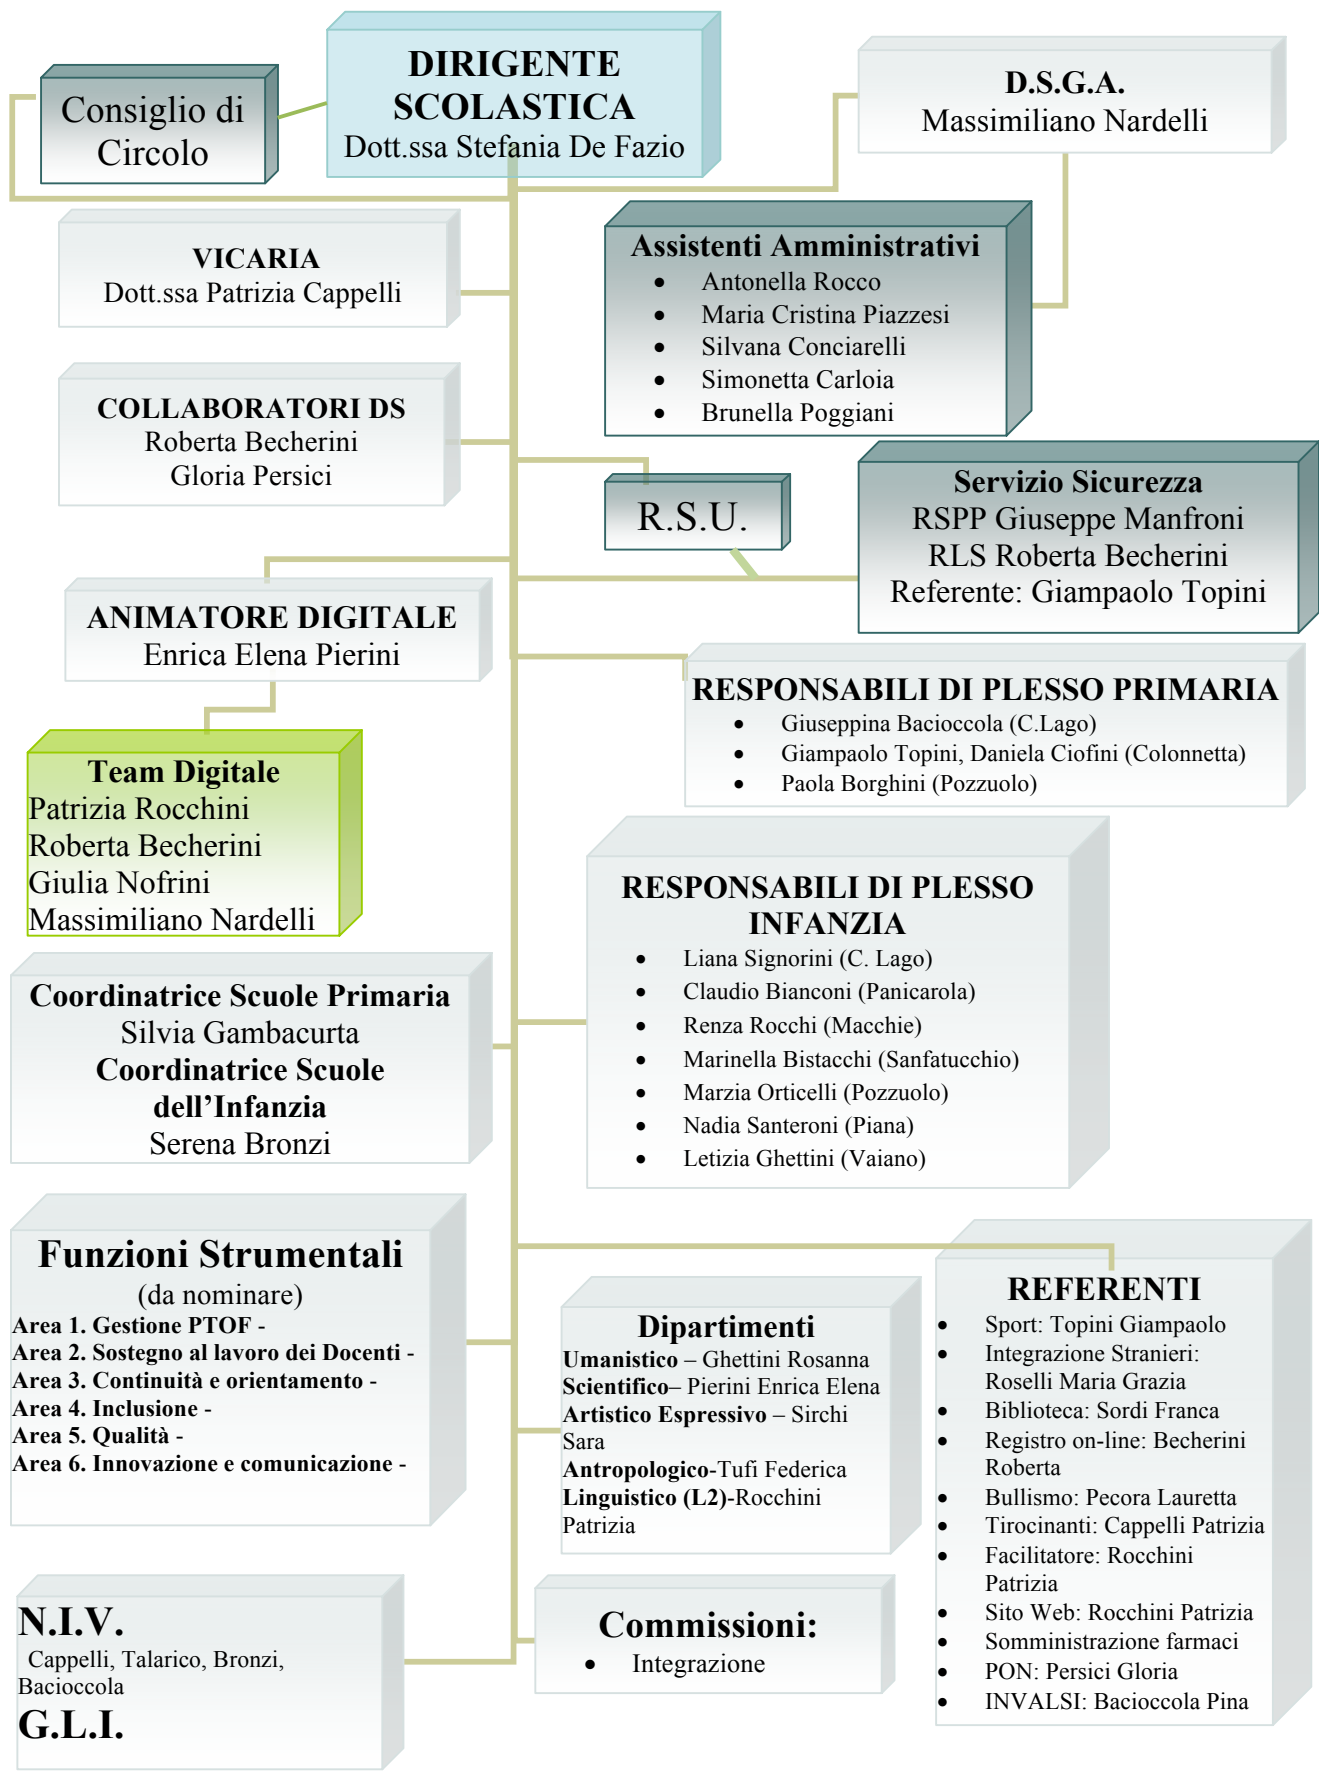 Consiglio di
Circolo
DIRIGENTE
SCOLASTICA
Dott.ssa Stefania De Fazio
D.S.G.A.
Massimiliano Nardelli
VICARIA
Dott.ssa Patrizia Cappelli
Assistenti Amministrativi
• Antonella Rocco
• Maria Cristina Piazzesi
• Silvana Conciarelli
• Simonetta Carloia
• Brunella Poggiani
COLLABORATORI DS
Roberta Becherini
Gloria Persici
R.S.U.
Servizio Sicurezza
RSPP Giuseppe Manfroni
RLS Roberta Becherini
Referente: Giampaolo Topini
ANIMATORE DIGITALE
Enrica Elena Pierini
RESPONSABILI DI PLESSO PRIMARIA
• Giuseppina Bacioccola (C.Lago)
• Giampaolo Topini, Daniela Ciofini (Colonnetta)
• Paola Borghini (Pozzuolo)
Team Digitale
Patrizia Rocchini
Roberta Becherini
Giulia Nofrini
Massimiliano Nardelli
RESPONSABILI DI PLESSO
INFANZIA
• Liana Signorini (C. Lago)
• Claudio Bianconi (Panicarola)
• Renza Rocchi (Macchie)
• Marinella Bistacchi (Sanfatucchio)
• Marzia Orticelli (Pozzuolo)
• Nadia Santeroni (Piana)
• Letizia Ghettini (Vaiano)
Coordinatrice Scuole Primaria
Silvia Gambacurta
Coordinatrice Scuole
dell’Infanzia
Serena Bronzi
Funzioni Strumentali
(da nominare)
Area 1. Gestione PTOF -
Area 2. Sostegno al lavoro dei Docenti -
Area 3. Continuità e orientamento -
Area 4. Inclusione -
Area 5. Qualità -
Area 6. Innovazione e comunicazione -
Dipartimenti
Umanistico – Ghettini Rosanna
Scientifico– Pierini Enrica Elena
Artistico Espressivo – Sirchi
Sara
Antropologico-Tufi Federica
Linguistico (L2)-Rocchini
Patrizia
REFERENTI
• Sport: Topini Giampaolo
• Integrazione Stranieri:
Roselli Maria Grazia
• Biblioteca: Sordi Franca
• Registro on-line: Becherini
Roberta
• Bullismo: Pecora Lauretta
• Tirocinanti: Cappelli Patrizia
• Facilitatore: Rocchini
Patrizia
• Sito Web: Rocchini Patrizia
• Somministrazione farmaci
• PON: Persici Gloria
• INVALSI: Bacioccola Pina
N.I.V.
Cappelli, Talarico, Bronzi,
Bacioccola
G.L.I.
Commissioni:
• Integrazione